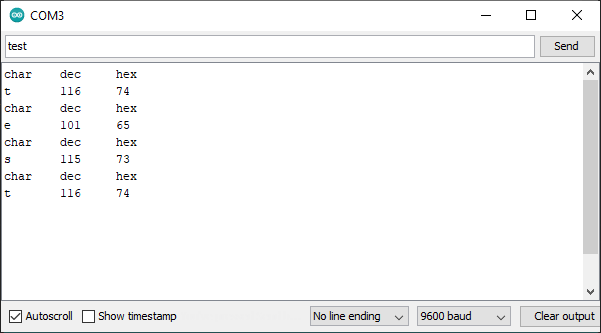 COM3
test Send
char dec hex
t 116 74
char dec hex
e 101 65
char dec hex
s 115 73
char dec hex
t 116 74
Autoscroll Show timestamp No line ending 9600 baud Clear output